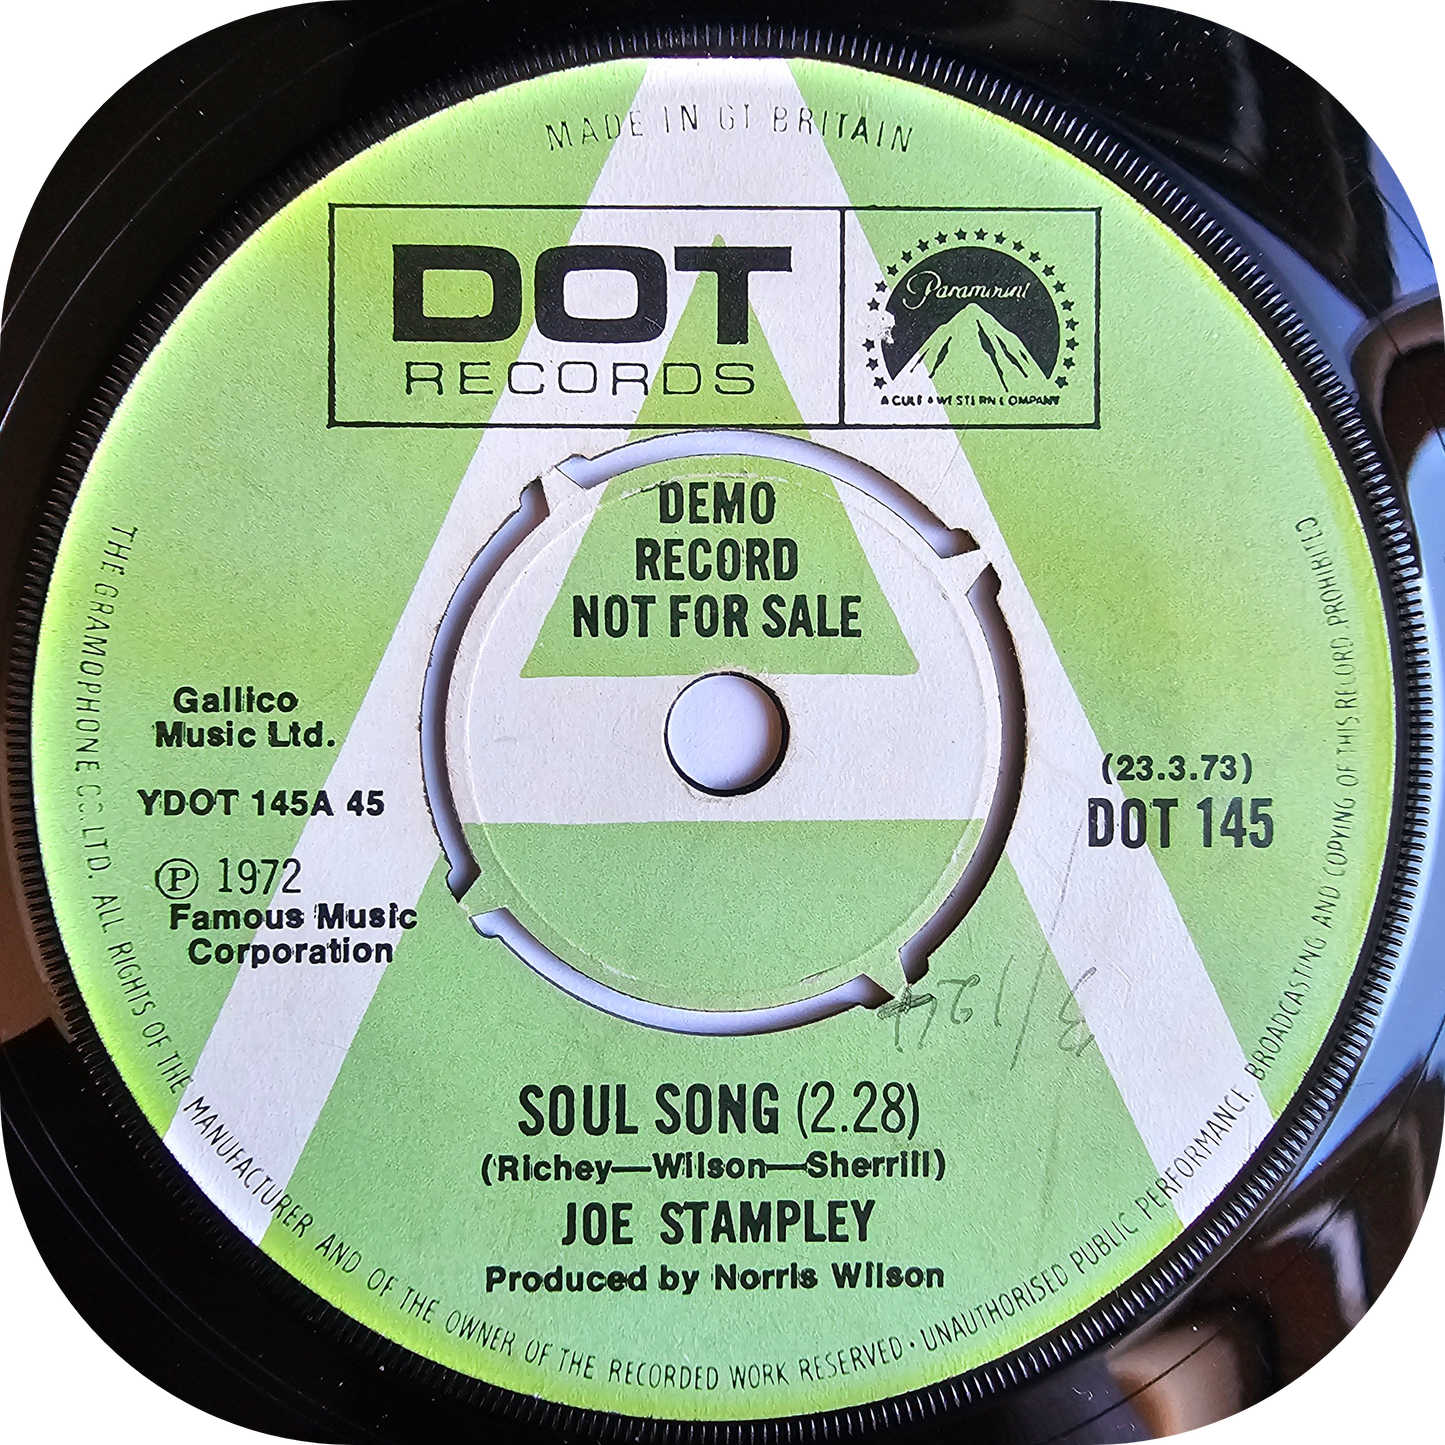 MADE IN GT BRITAIN
DOT
RECORDS
Paramount
A GULF & WESTERN COMPANY
DEMO
RECORD
NOT FOR SALE
Gallico
Music Ltd.
YDOT 145A 45
Ⓟ 1972
Famous Music
Corporation
(23.3.73)
DOT 145
SOUL SONG (2.28)
(Richey—Wilson—Sherrill)
JOE STAMPLEY
Produced by Norris Wilson
THE GRAMOPHONE CO. LTD. ALL RIGHTS OF THE MANUFACTURER AND OF THE OWNER OF THE RECORDED WORK RESERVED · UNAUTHORISED PUBLIC PERFORMANCE BROADCASTING AND COPYING OF THIS RECORD PROHIBITED